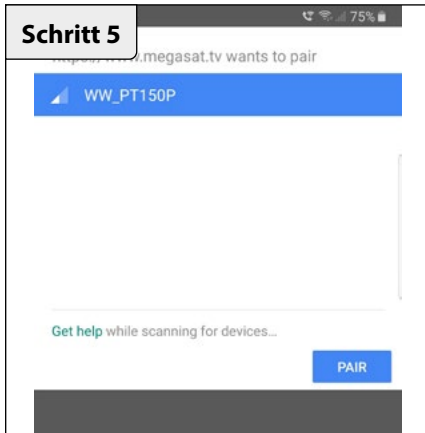 Schritt 5
75%
.megasat.tv wants to pair
WW_PT150P
Get help while scanning for devices...
PAIR